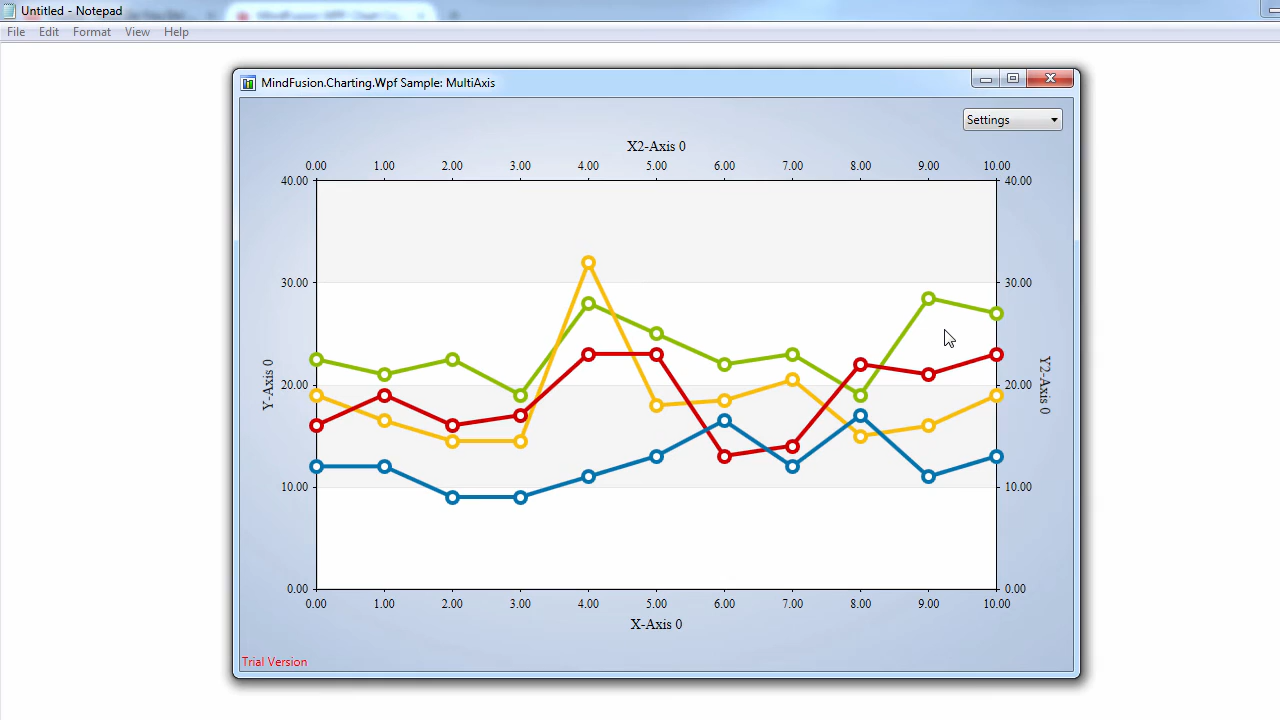 Untitled - Notepad
File Edit Format View Help
MindFusion.Charting.Wpf Sample: MultiAxis
Settings
X2-Axis 0
0.00 1.00 2.00 3.00 4.00 5.00 6.00 7.00 8.00 9.00 10.00
40.00 40.00
30.00 30.00
Y-Axis 0
20.00 20.00
Y2-Axis 0
10.00 10.00
0.00 0.00
0.00 1.00 2.00 3.00 4.00 5.00 6.00 7.00 8.00 9.00 10.00
X-Axis 0
Trial Version